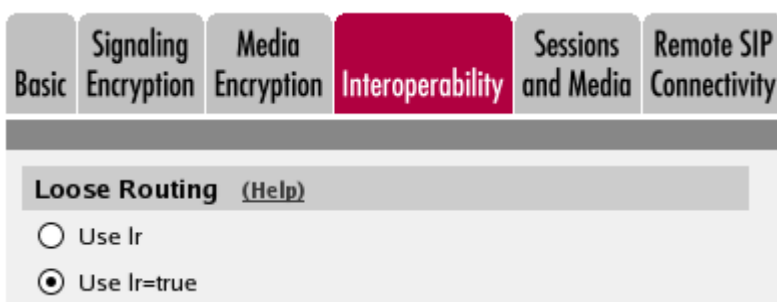 Basic
Signaling Encryption
Media Encryption
Interoperability
Sessions and Media
Remote SIP Connectivity
Loose Routing (Help)
Use lr
Use lr=true